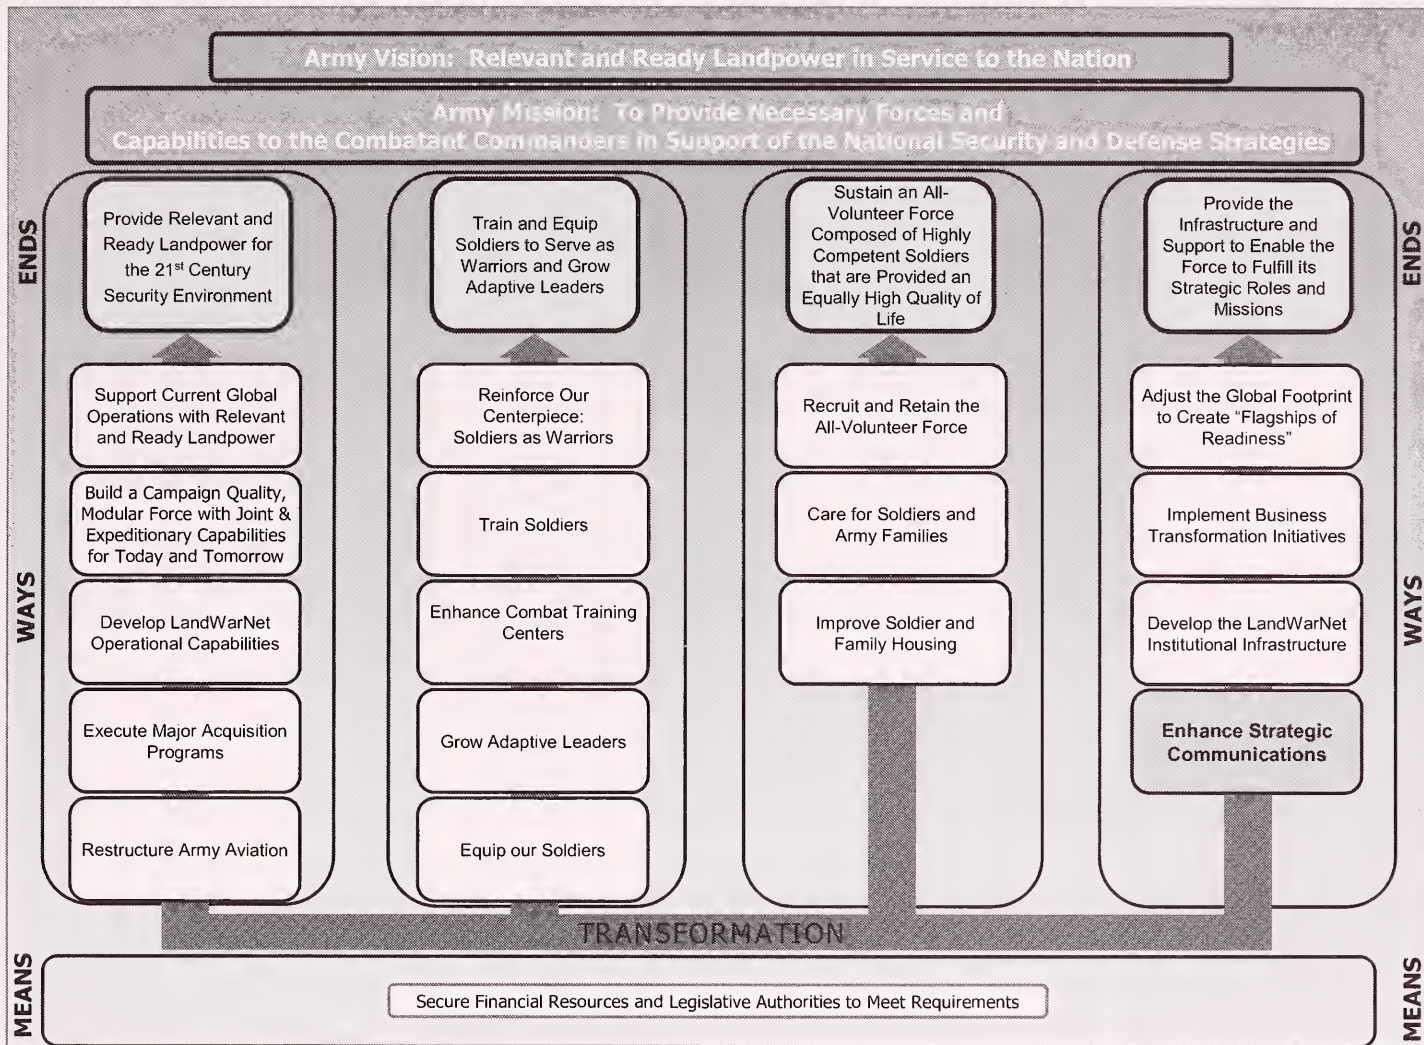 Army Vision: Relevant and Ready Landpower in Service to the Nation
Army Mission: To Provide Necessary Forces and
Capabilities to the Combatant Commanders in Support of the National Security and Defense Strategies
ENDS
Provide Relevant and
Ready Landpower for
the 21st Century
Security Environment
Train and Equip
Soldiers to Serve as
Warriors and Grow
Adaptive Leaders
Sustain an All-
Volunteer Force
Composed of Highly
Competent Soldiers
that are Provided an
Equally High Quality of
Life
Provide the
Infrastructure and
Support to Enable the
Force to Fulfill its
Strategic Roles and
Missions
ENDS
WAYS
Support Current Global
Operations with Relevant
and Ready Landpower
Build a Campaign Quality,
Modular Force with Joint &
Expeditionary Capabilities
for Today and Tomorrow
Develop LandWarNet
Operational Capabilities
Execute Major Acquisition
Programs
Restructure Army Aviation
Reinforce Our
Centerpiece:
Soldiers as Warriors
Train Soldiers
Enhance Combat Training
Centers
Grow Adaptive Leaders
Equip our Soldiers
Recruit and Retain the
All-Volunteer Force
Care for Soldiers and
Army Families
Improve Soldier and
Family Housing
Adjust the Global Footprint
to Create “Flagships of
Readiness”
Implement Business
Transformation Initiatives
Develop the LandWarNet
Institutional Infrastructure
Enhance Strategic
Communications
WAYS
TRANSFORMATION
MEANS
Secure Financial Resources and Legislative Authorities to Meet Requirements
MEANS